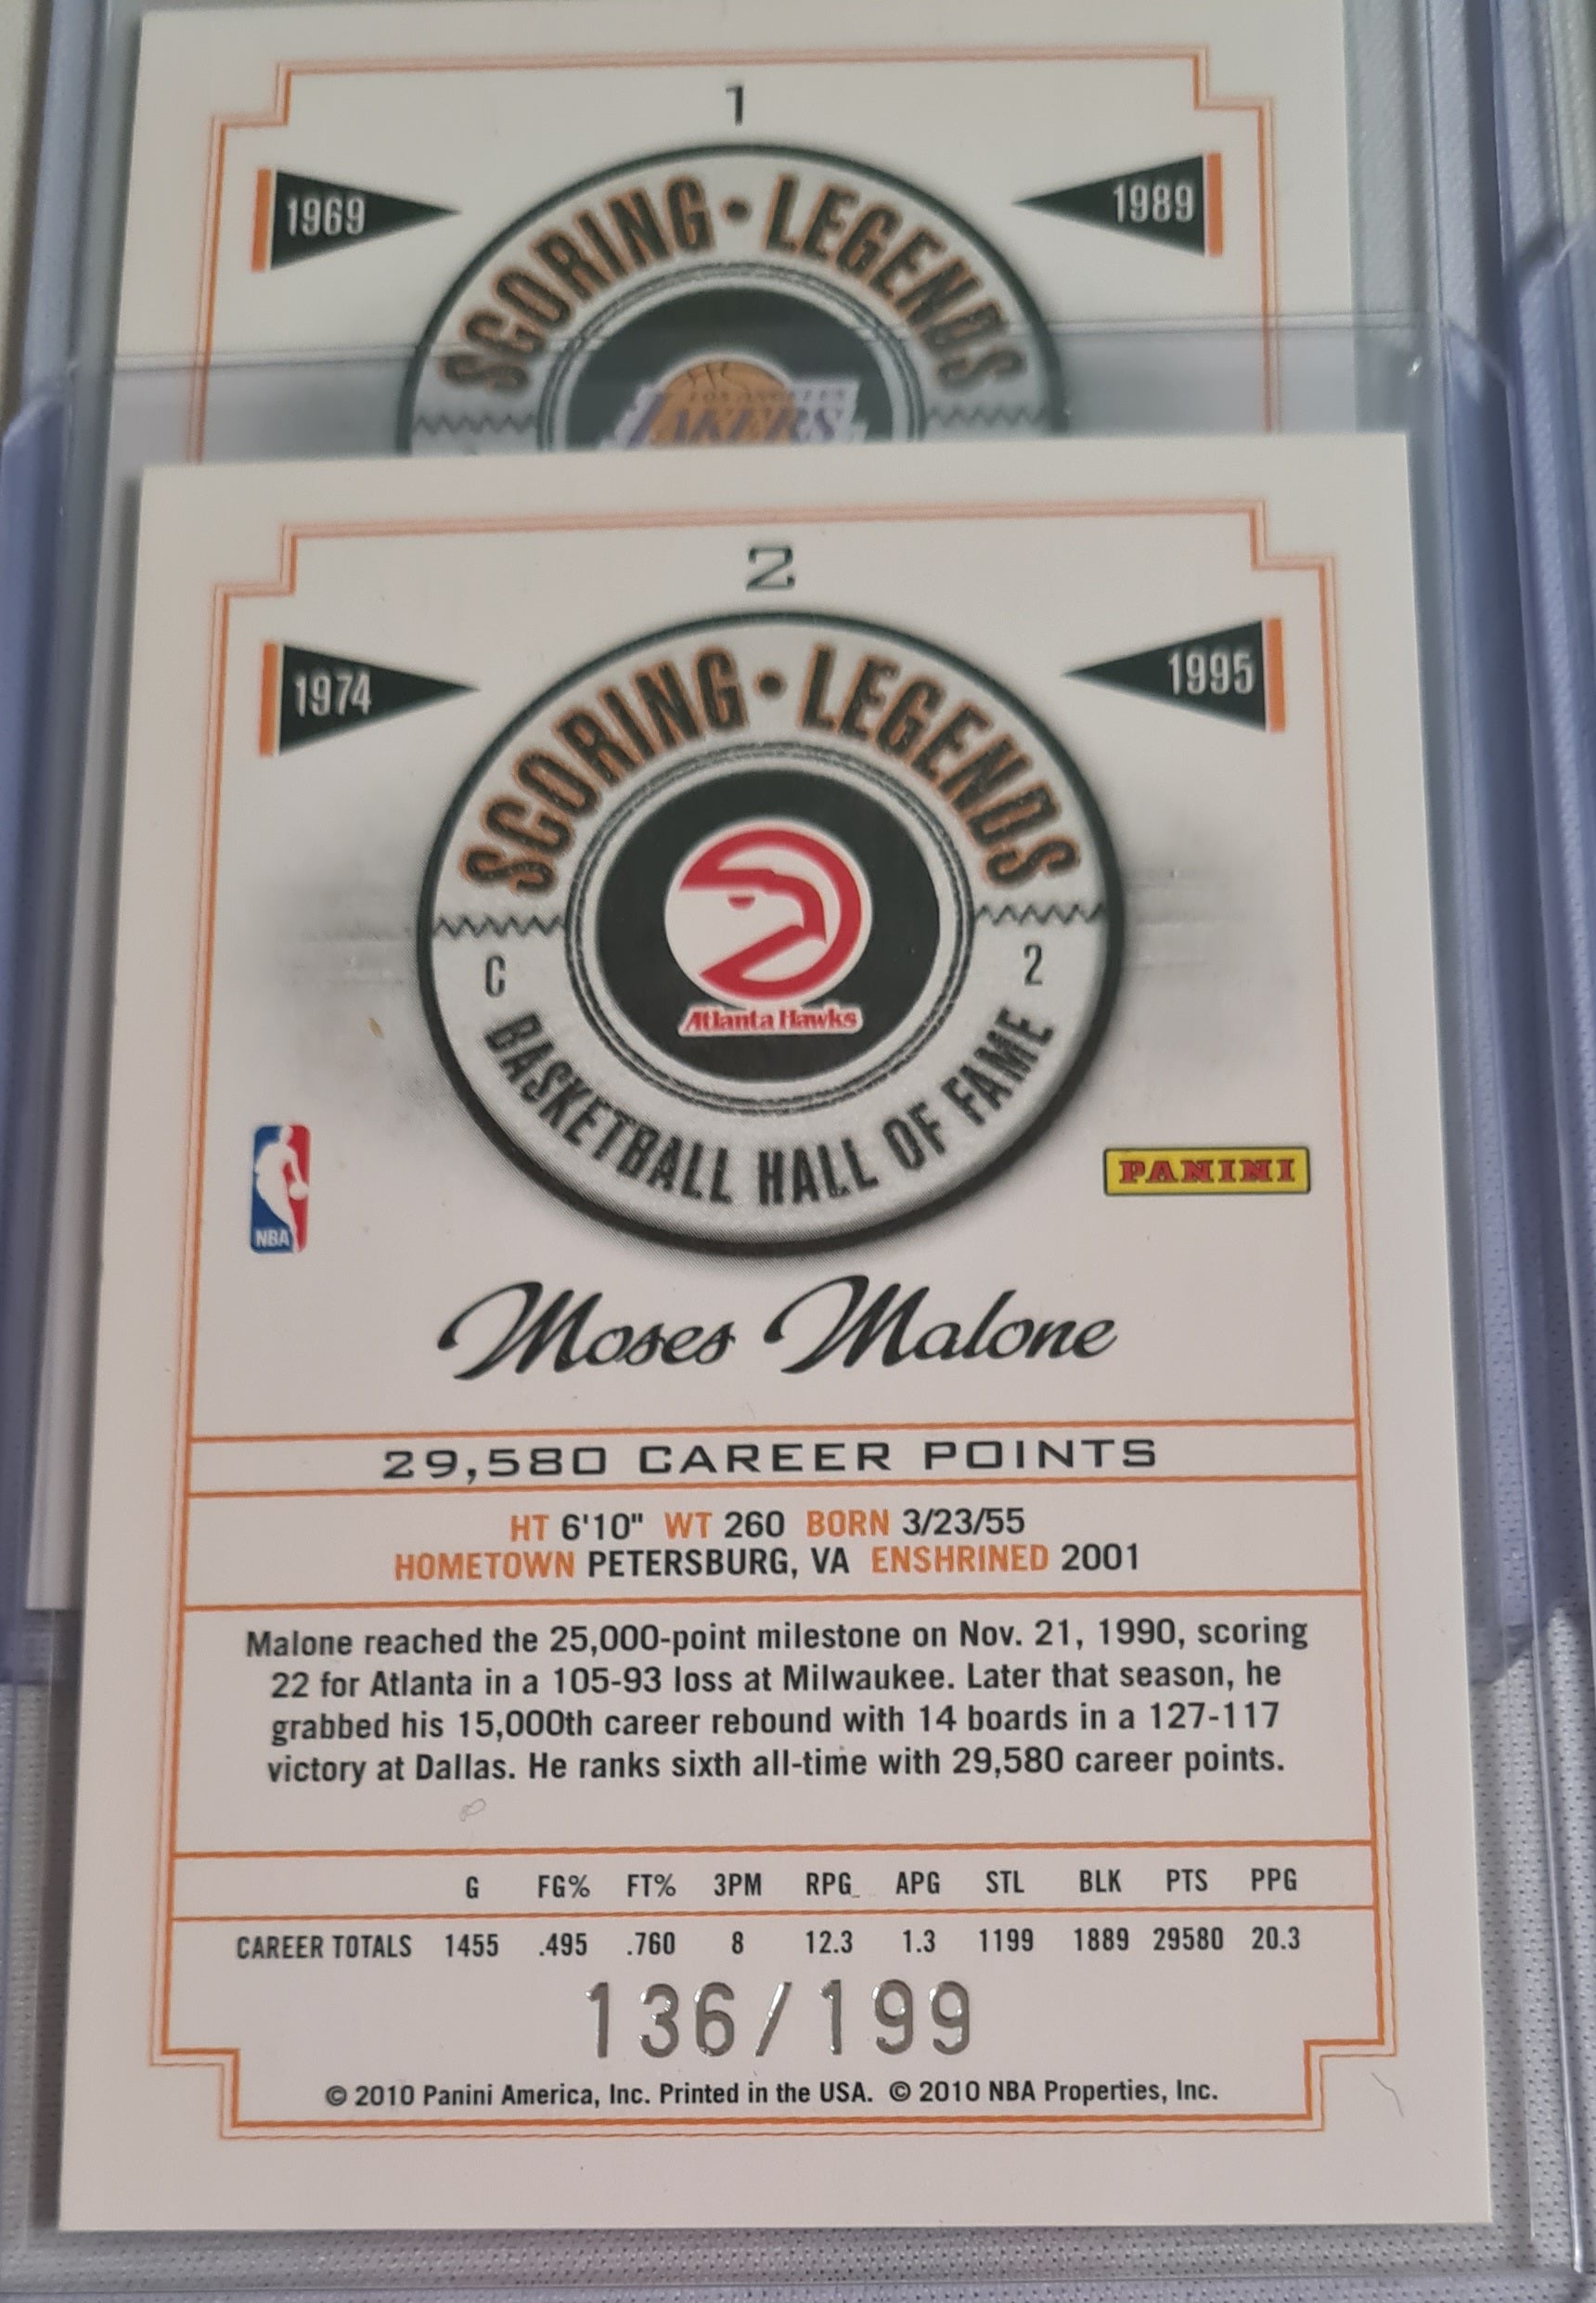 1
1969
1989
SCORING • LEGENDS
LOS ANGELES
LAKERS
2
1974
1995
SCORING • LEGENDS
Atlanta Hawks
C
2
BASKETBALL HALL OF FAME
NBA
PANINI
Moses Malone
29,580 CAREER POINTS
HT 6'10" WT 260 BORN 3/23/55
HOMETOWN PETERSBURG, VA ENSHRINED 2001
Malone reached the 25,000-point milestone on Nov. 21, 1990, scoring
22 for Atlanta in a 105-93 loss at Milwaukee. Later that season, he
grabbed his 15,000th career rebound with 14 boards in a 127-117
victory at Dallas. He ranks sixth all-time with 29,580 career points.
G FG% FT% 3PM RPG APG STL BLK PTS PPG
CAREER TOTALS 1455 .495 .760 8 12.3 1.3 1199 1889 29580 20.3
136/199
© 2010 Panini America, Inc. Printed in the USA. © 2010 NBA Properties, Inc.